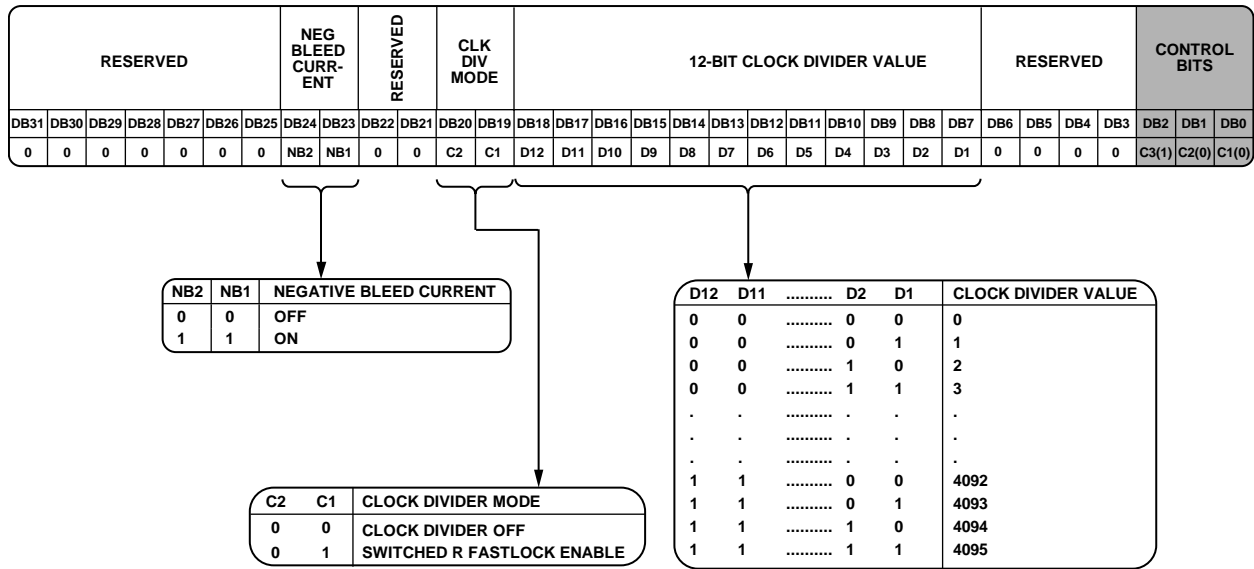 RESERVED
NEG
BLEED
CURR-
ENT
RESERVED
CLK
DIV
MODE
12-BIT CLOCK DIVIDER VALUE
RESERVED
CONTROL
BITS
DB31 DB30 DB29 DB28 DB27 DB26 DB25 DB24 DB23 DB22 DB21 DB20 DB19 DB18 DB17 DB16 DB15 DB14 DB13 DB12 DB11 DB10 DB9 DB8 DB7 DB6 DB5 DB4 DB3 DB2 DB1 DB0
0 0 0 0 0 0 0 NB2 NB1 0 0 C2 C1 D12 D11 D10 D9 D8 D7 D6 D5 D4 D3 D2 D1 0 0 0 0 C3(1) C2(0) C1(0)
NB2 NB1 NEGATIVE BLEED CURRENT
0 0 OFF
1 1 ON
C2 C1 CLOCK DIVIDER MODE
0 0 CLOCK DIVIDER OFF
0 1 SWITCHED R FASTLOCK ENABLE
D12 D11 .......... D2 D1 CLOCK DIVIDER VALUE
0 0 .......... 0 0 0
0 0 .......... 0 1 1
0 0 .......... 1 0 2
0 0 .......... 1 1 3
. . .......... . . .
. . .......... . . .
. . .......... . . .
1 1 .......... 0 0 4092
1 1 .......... 0 1 4093
1 1 .......... 1 0 4094
1 1 .......... 1 1 4095